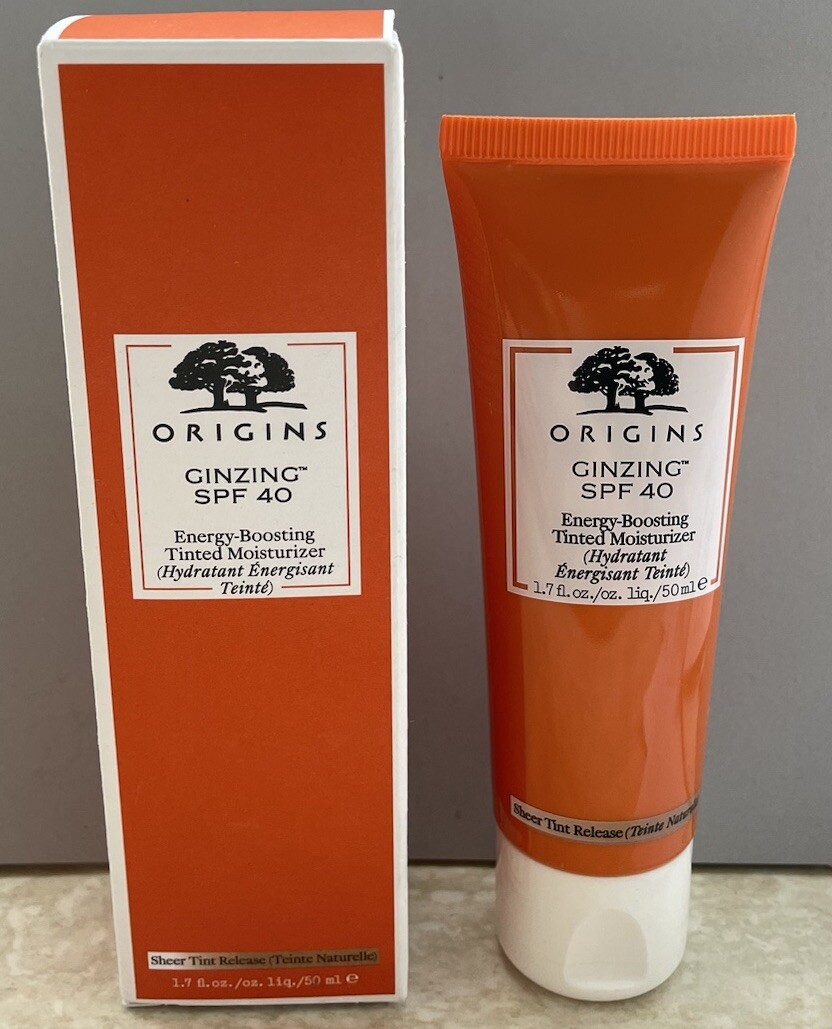 ORIGINS
GINZING™
SPF 40
Energy-Boosting
Tinted Moisturizer
(Hydratant Énergisant
Teinté)
Sheer Tint Release (Teinte Naturelle)
1.7 fl.oz./oz. liq./50 ml ℮
ORIGINS
GINZING™
SPF 40
Energy-Boosting
Tinted Moisturizer
(Hydratant
Énergisant Teinté)
1.7 fl.oz./oz. liq./50 ml ℮
Sheer Tint Release (Teinte